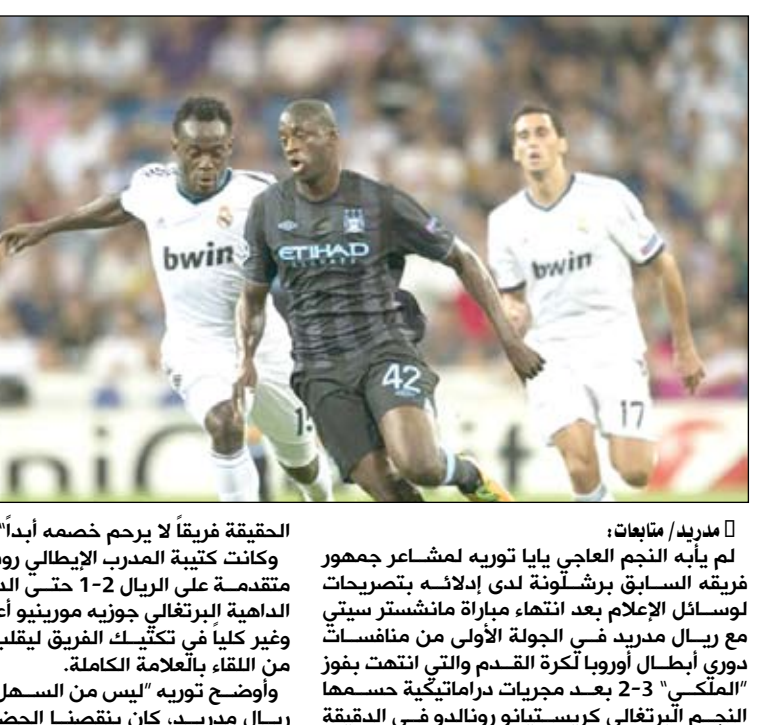 bwin
ETIHAD
bwin
42
17
مدريد/ متابعات:
لم يأبه النجم العاجي يايا توريه لمشاعر جمهور
فريقه السابق برشلونة لدى إدلائه بتصريحات
لوسائل الإعلام بعد انتهاء مباراة مانشستر سيتي
مع ريال مدريد في الجولة الأولى من منافسات
دوري أبطال أوروبا لكرة القدم والتي انتهت بفوز
"الملكي" 3-2 بعد مجريات دراماتيكية حسمها
النجم البرتغالي كريستيانو رونالدو في الدقيقة
الحقيقة فريقاً لا يرحم خصمه أبداً"
وكانت كتيبة المدرب الإيطالي
متقدمة على الريال 2-1 حتى
الداهية البرتغالي جوزيه مورينيو
وغير كلياً في تكتيك الفريق ليقلب
من اللقاء بالعلامة الكاملة.
وأوضح توريه "ليس من السهل
ريال مدريد، كان ينقصنا